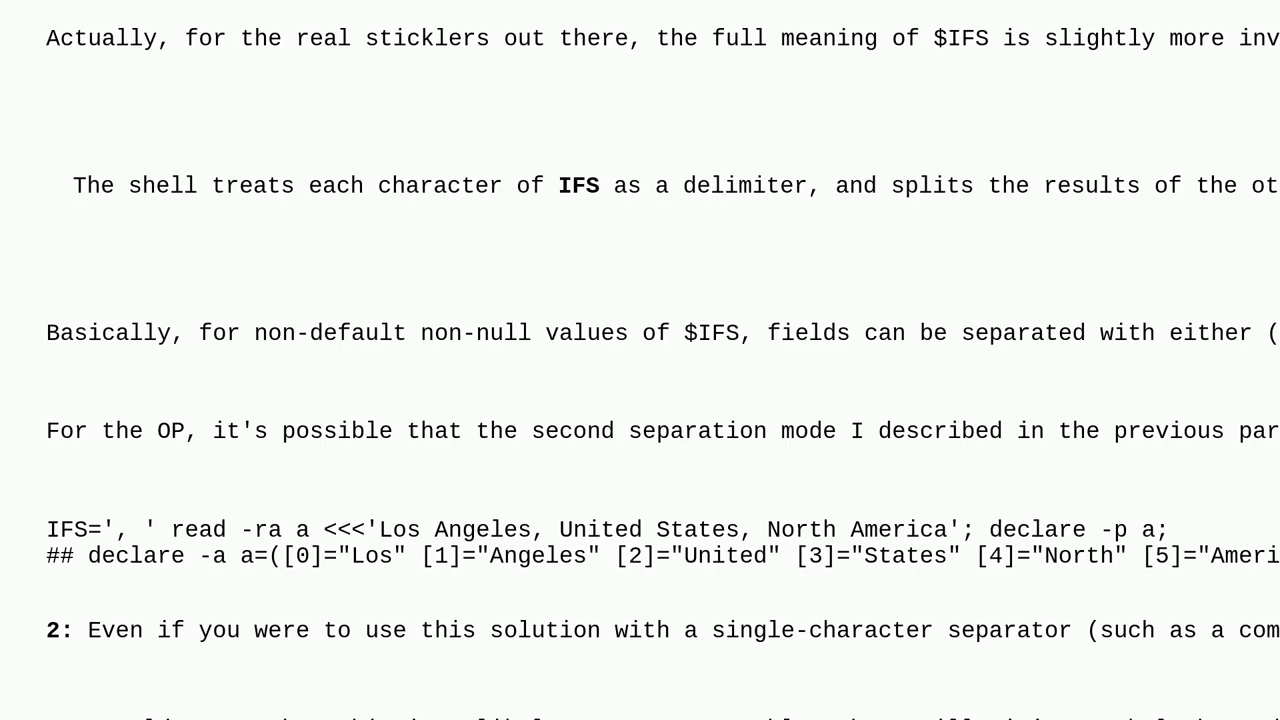 Actually, for the real sticklers out there, the full meaning of $IFS is slightly more inv
The shell treats each character of IFS as a delimiter, and splits the results of the ot
Basically, for non-default non-null values of $IFS, fields can be separated with either (
For the OP, it's possible that the second separation mode I described in the previous par
IFS=', ' read -ra a <<<'Los Angeles, United States, North America'; declare -p a;
## declare -a a=([0]="Los" [1]="Angeles" [2]="United" [3]="States" [4]="North" [5]="Ameri
2: Even if you were to use this solution with a single-character separator (such as a com